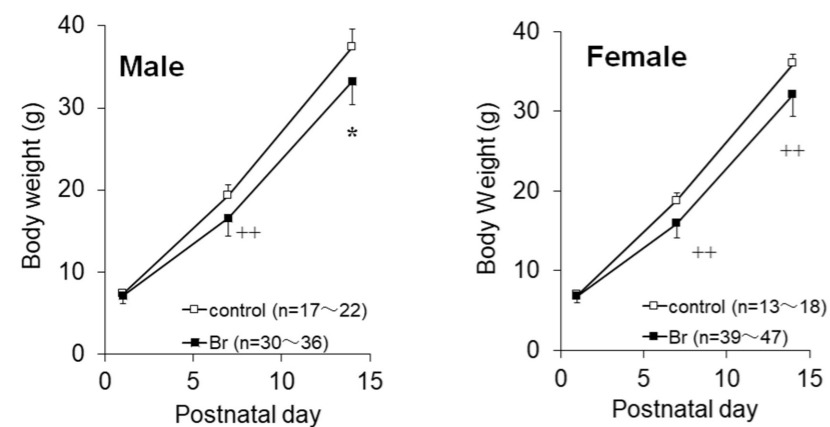 Male
Body weight (g)
40
30
20
10
0
++
*
control (n=17～22)
Br (n=30～36)
0 5 10 15
Postnatal day
Female
Body Weight (g)
40
30
20
10
0
++
++
control (n=13～18)
Br (n=39～47)
0 5 10 15
Postnatal day